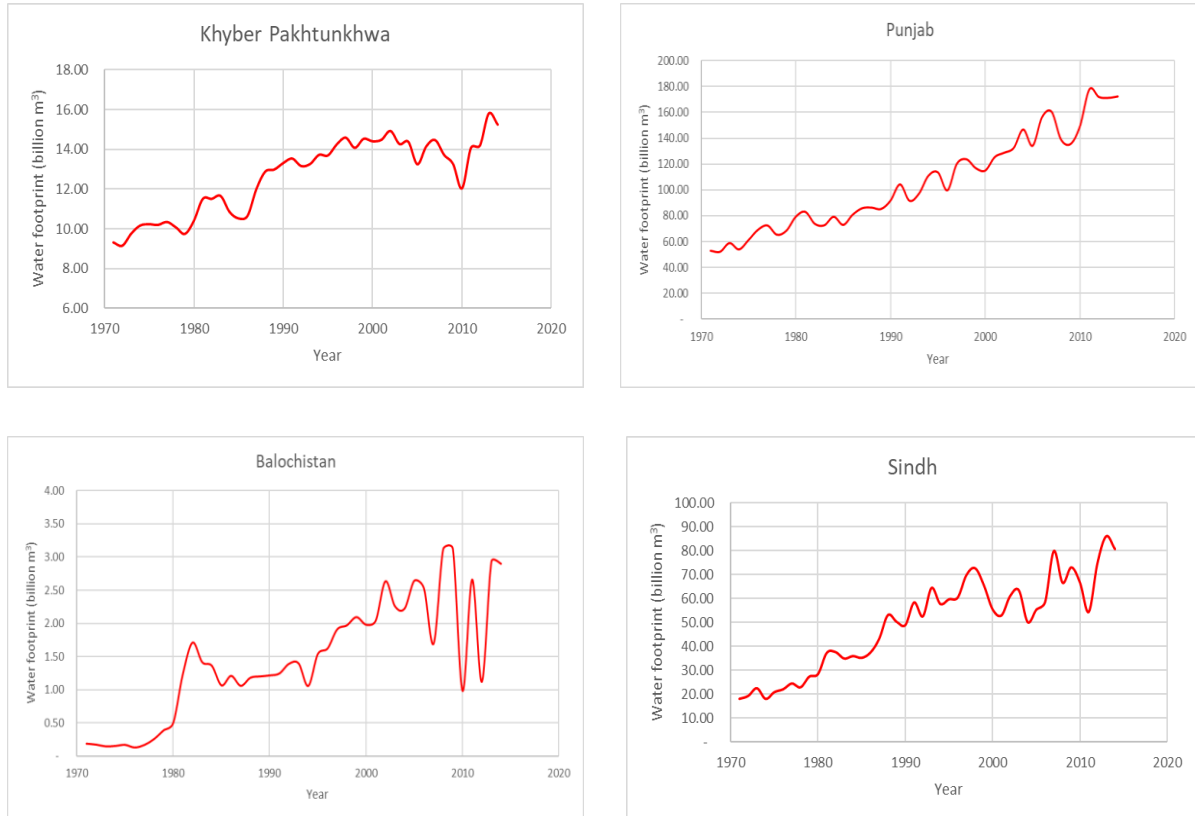 Khyber Pakhtunkhwa
Water footprint (billion m³)
18.00
16.00
14.00
12.00
10.00
8.00
6.00
1970 1980 1990 2000 2010 2020
Year
Punjab
Water footprint (billion m³)
200.00
180.00
160.00
140.00
120.00
100.00
80.00
60.00
40.00
20.00
-
1970 1980 1990 2000 2010 2020
Year
Balochistan
Water footprint (billion m³)
4.00
3.50
3.00
2.50
2.00
1.50
1.00
0.50
-
1970 1980 1990 2000 2010 2020
Year
Sindh
Water footprint (billion m³)
100.00
90.00
80.00
70.00
60.00
50.00
40.00
30.00
20.00
10.00
-
1970 1980 1990 2000 2010 2020
Year